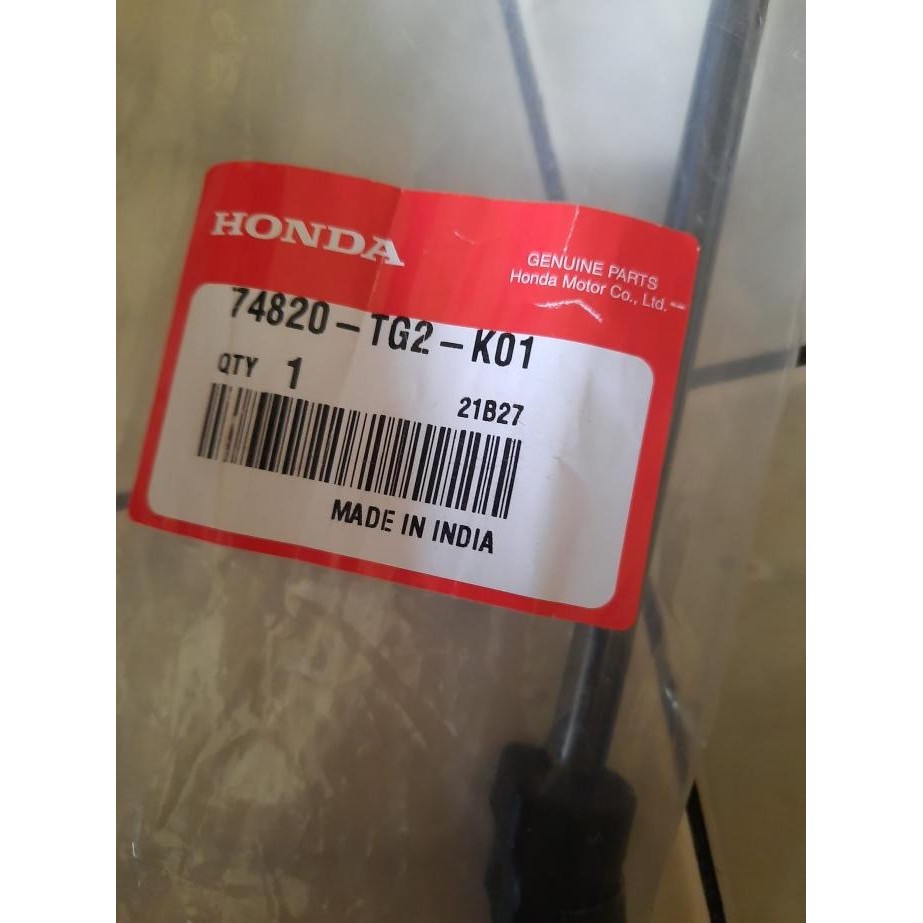 HONDA
GENUINE PARTS
Honda Motor Co., Ltd.
74820-TG2-K01
QTY 1
21B27
MADE IN INDIA